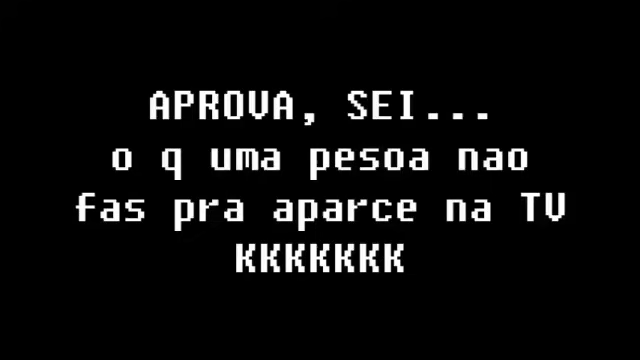 APROVA, SEI...
o q uma pesoa nao
fas pra aparce na TV
KKKKKKK